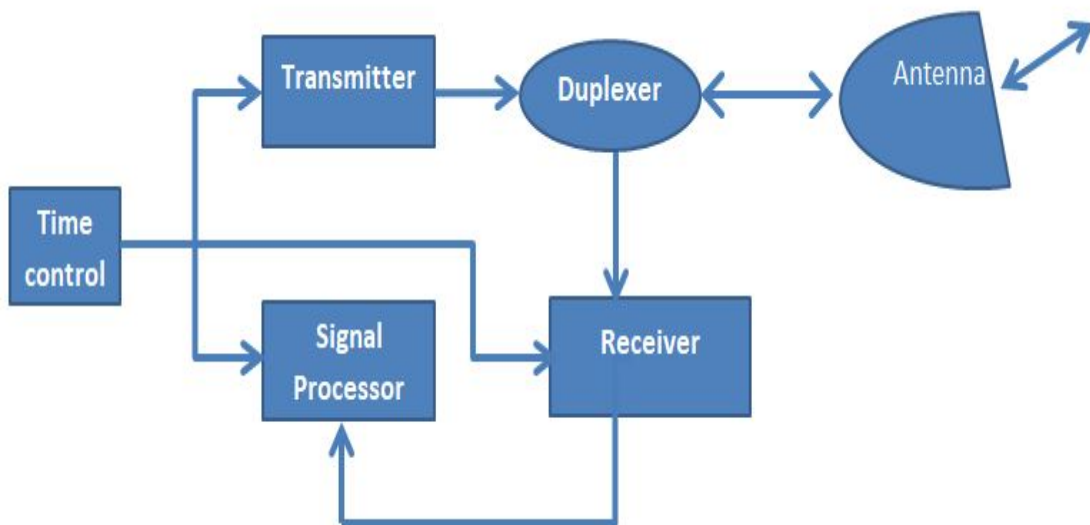 Transmitter
Duplexer
Antenna
Time
control
Signal
Processor
Receiver